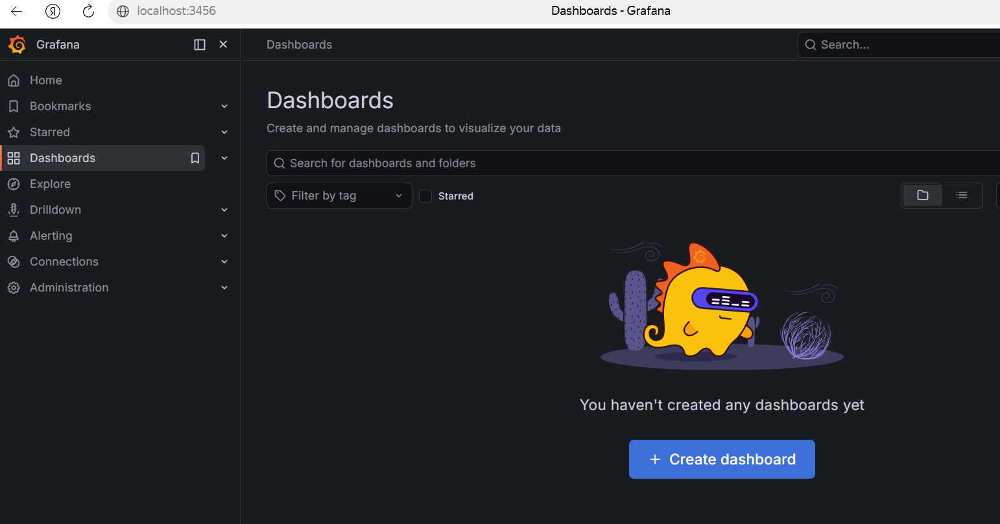 localhost:3456
Dashboards - Grafana
Grafana
Dashboards
Search...
Home
Bookmarks
Starred
Dashboards
Explore
Drilldown
Alerting
Connections
Administration
Dashboards
Create and manage dashboards to visualize your data
Search for dashboards and folders
Filter by tag
Starred
You haven't created any dashboards yet
Create dashboard